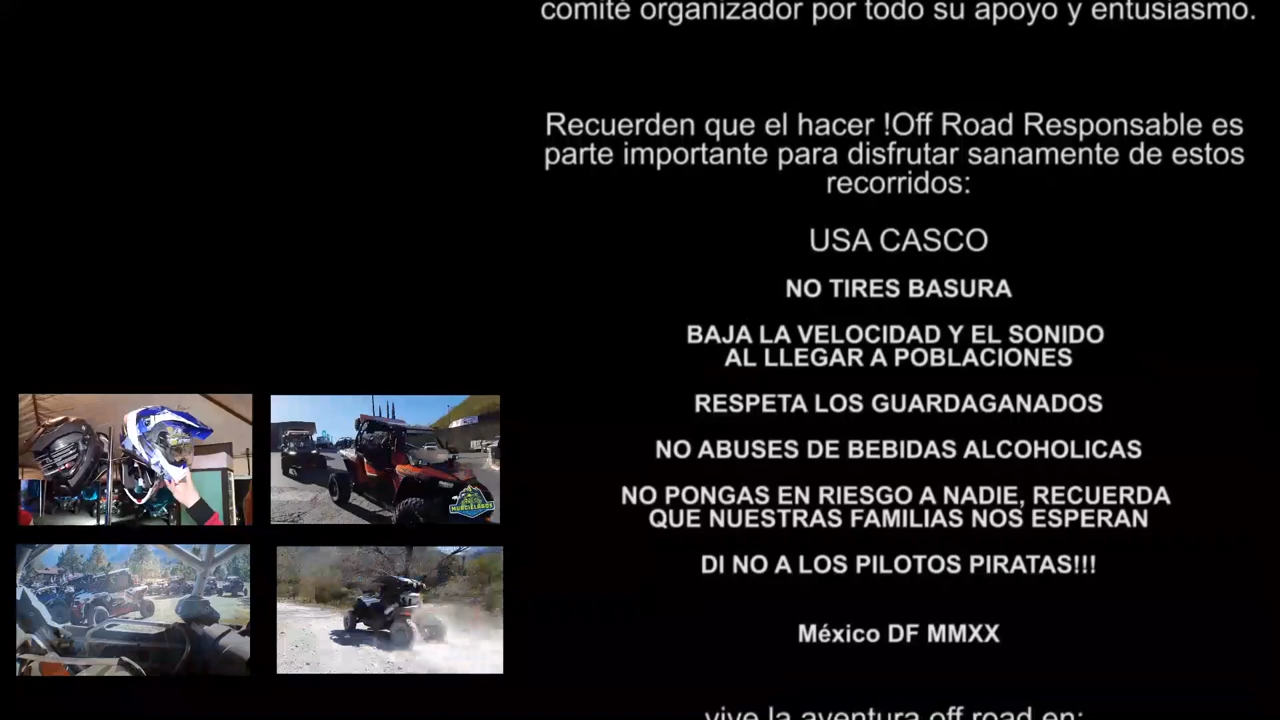 comité organizador por todo su apoyo y entusiasmo.
Recuerden que el hacer !Off Road Responsable es
parte importante para disfrutar sanamente de estos
recorridos:
USA CASCO
NO TIRES BASURA
BAJA LA VELOCIDAD Y EL SONIDO
AL LLEGAR A POBLACIONES
RESPETA LOS GUARDAGANADOS
NO ABUSES DE BEBIDAS ALCOHOLICAS
NO PONGAS EN RIESGO A NADIE, RECUERDA
QUE NUESTRAS FAMILIAS NOS ESPERAN
DI NO A LOS PILOTOS PIRATAS!!!
México DF MMXX
vive la aventura off road en:
MURCIELAGOS